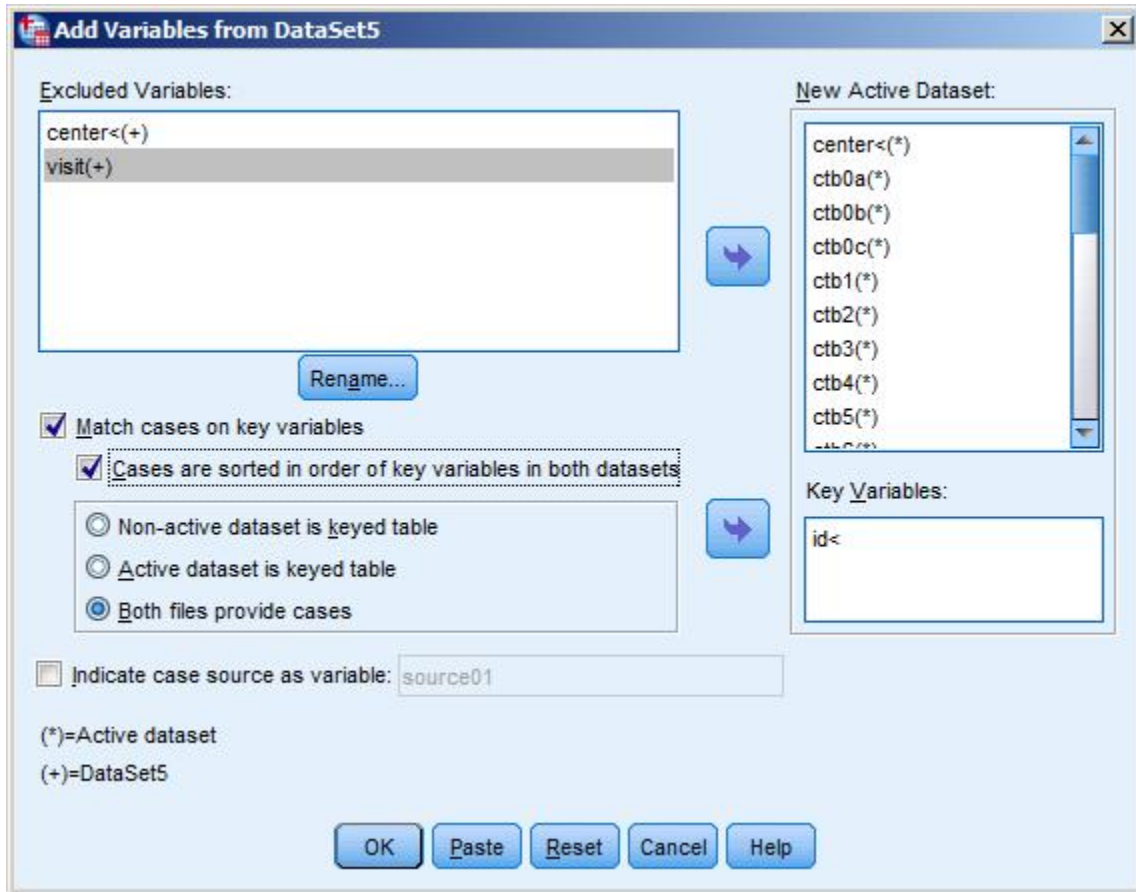 Add Variables from DataSet5
Excluded Variables:
center<(+)
visit(+)
Rename...
New Active Dataset:
center<(*)
ctb0a(*)
ctb0b(*)
ctb0c(*)
ctb1(*)
ctb2(*)
ctb3(*)
ctb4(*)
ctb5(*)
Match cases on key variables
Cases are sorted in order of key variables in both datasets
Non-active dataset is keyed table
Active dataset is keyed table
Both files provide cases
Key Variables:
id<
Indicate case source as variable: source01
(*)=Active dataset
(+)=DataSet5
OK Paste Reset Cancel Help